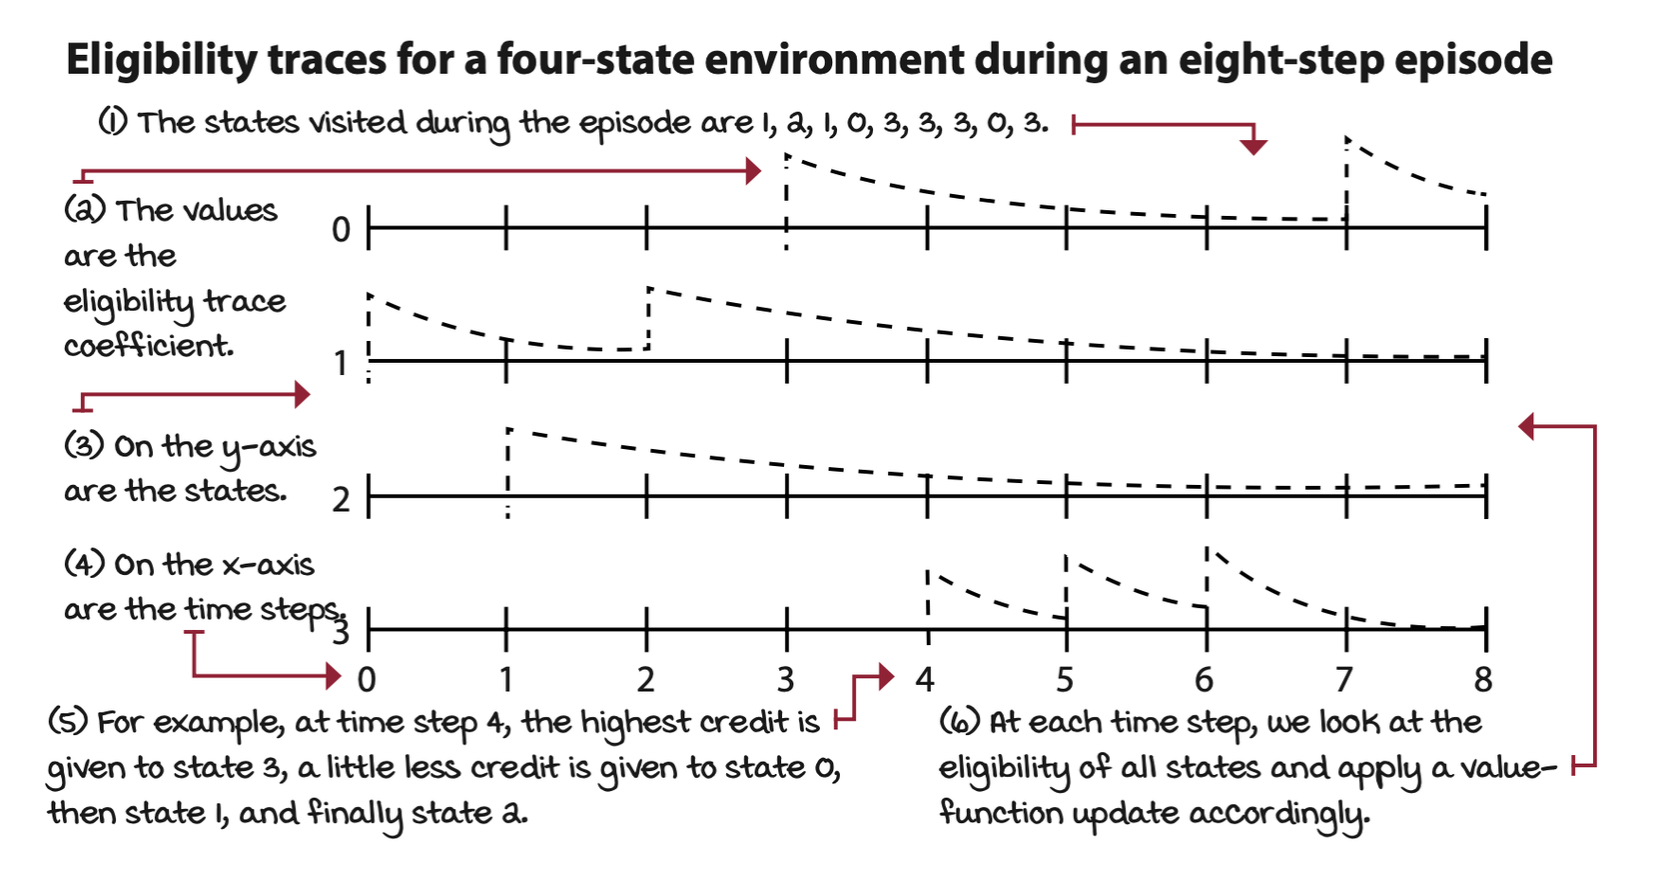 Eligibility traces for a four-state environment during an eight-step episode
(1) The states visited during the episode are 1, 2, 1, 0, 3, 3, 3, 0, 3.
(2) The values
are the
eligibility trace
coefficient.
0
1
(3) On the y-axis
are the states.
2
(4) On the x-axis
are the time steps.
3
0 1 2 3 4 5 6 7 8
(5) For example, at time step 4, the highest credit is
given to state 3, a little less credit is given to state 0,
then state 1, and finally state 2.
(6) At each time step, we look at the
eligibility of all states and apply a value-
function update accordingly.